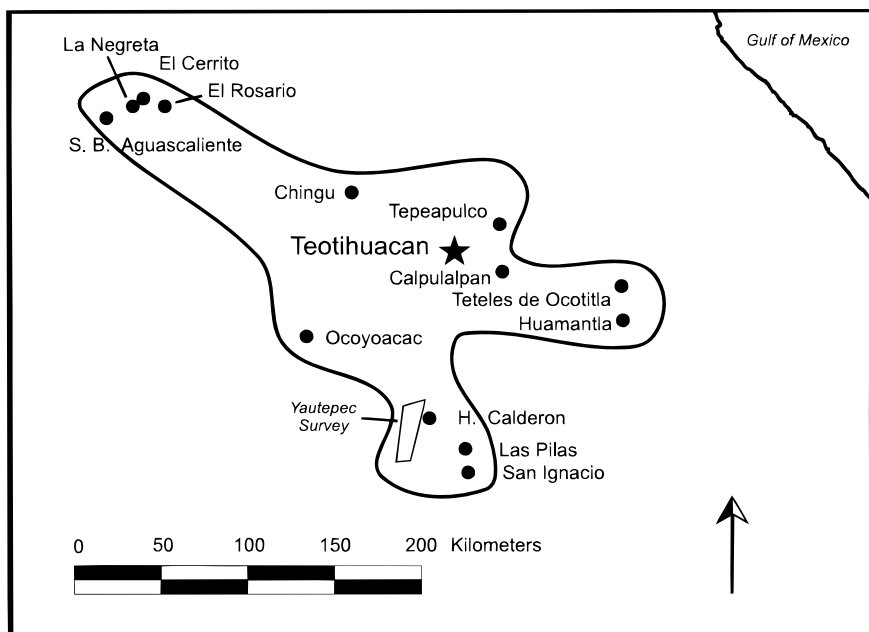 Gulf of Mexico
La Negreta
El Cerrito
El Rosario
S. B. Aguascaliente
Chingu
Tepeapulco
Teotihuacan
Calpulalpan
Teteles de Ocotitla
Huamantla
Ocoyoacac
Yautepec
Survey
H. Calderon
Las Pilas
San Ignacio
0 50 100 150 200 Kilometers